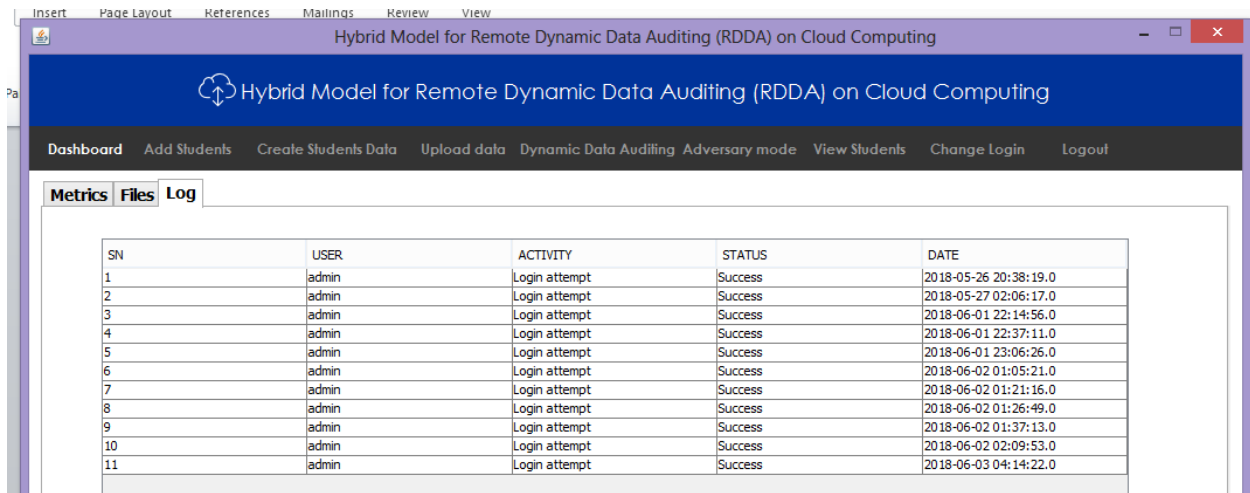 Insert Page Layout References Mailings Review View
Hybrid Model for Remote Dynamic Data Auditing (RDDA) on Cloud Computing
Pa
Hybrid Model for Remote Dynamic Data Auditing (RDDA) on Cloud Computing
Dashboard Add Students Create Students Data Upload data Dynamic Data Auditing Adversary mode View Students Change Login Logout
Metrics Files Log
SN USER ACTIVITY STATUS DATE
1 admin Login attempt Success 2018-05-26 20:38:19.0
2 admin Login attempt Success 2018-05-27 02:06:17.0
3 admin Login attempt Success 2018-06-01 22:14:56.0
4 admin Login attempt Success 2018-06-01 22:37:11.0
5 admin Login attempt Success 2018-06-01 23:06:26.0
6 admin Login attempt Success 2018-06-02 01:05:21.0
7 admin Login attempt Success 2018-06-02 01:21:16.0
8 admin Login attempt Success 2018-06-02 01:26:49.0
9 admin Login attempt Success 2018-06-02 01:37:13.0
10 admin Login attempt Success 2018-06-02 02:09:53.0
11 admin Login attempt Success 2018-06-03 04:14:22.0